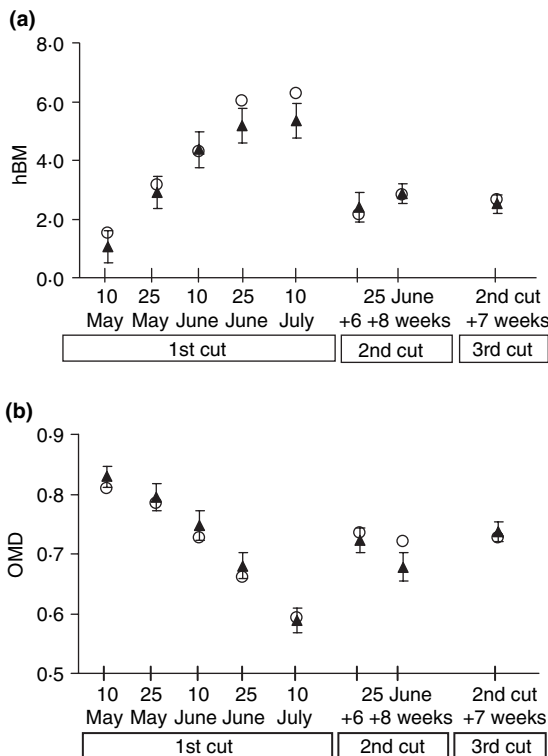 (a)
hBM
8·0
6·0
4·0
2·0
0·0
10 25 10 25 10 25 June 2nd cut
May May June June July +6 +8 weeks +7 weeks
1st cut 2nd cut 3rd cut
(b)
OMD
0·9
0·8
0·7
0·6
0·5
10 25 10 25 10 25 June 2nd cut
May May June June July +6 +8 weeks +7 weeks
1st cut 2nd cut 3rd cut